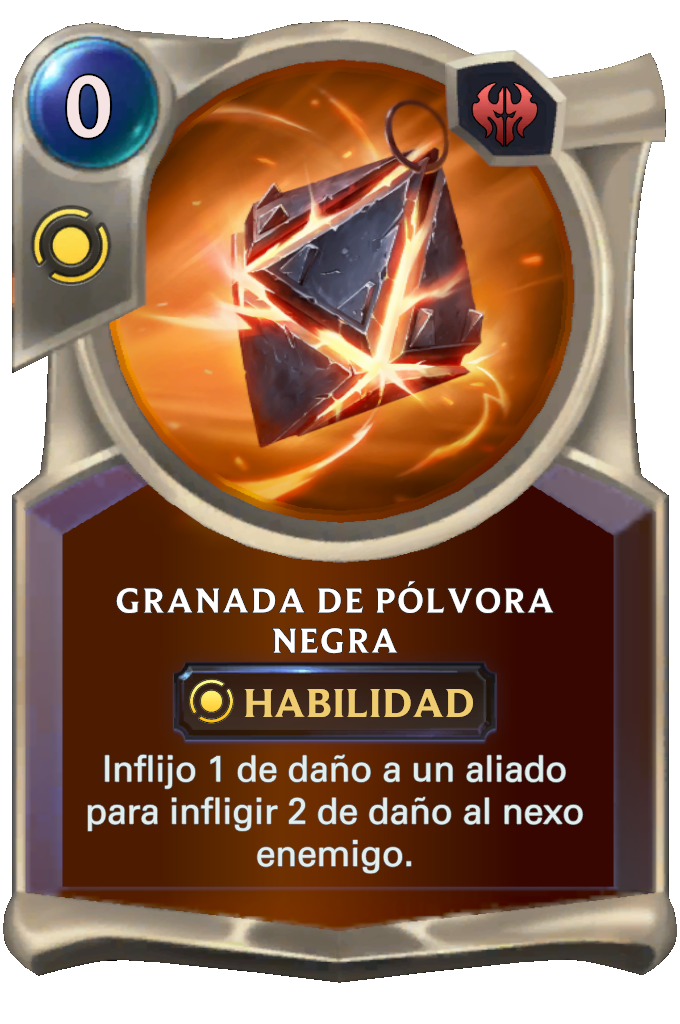 0
GRANADA DE PÓLVORA
NEGRA
HABILIDAD
Inflijo 1 de daño a un aliado
para infligir 2 de daño al nexo
enemigo.